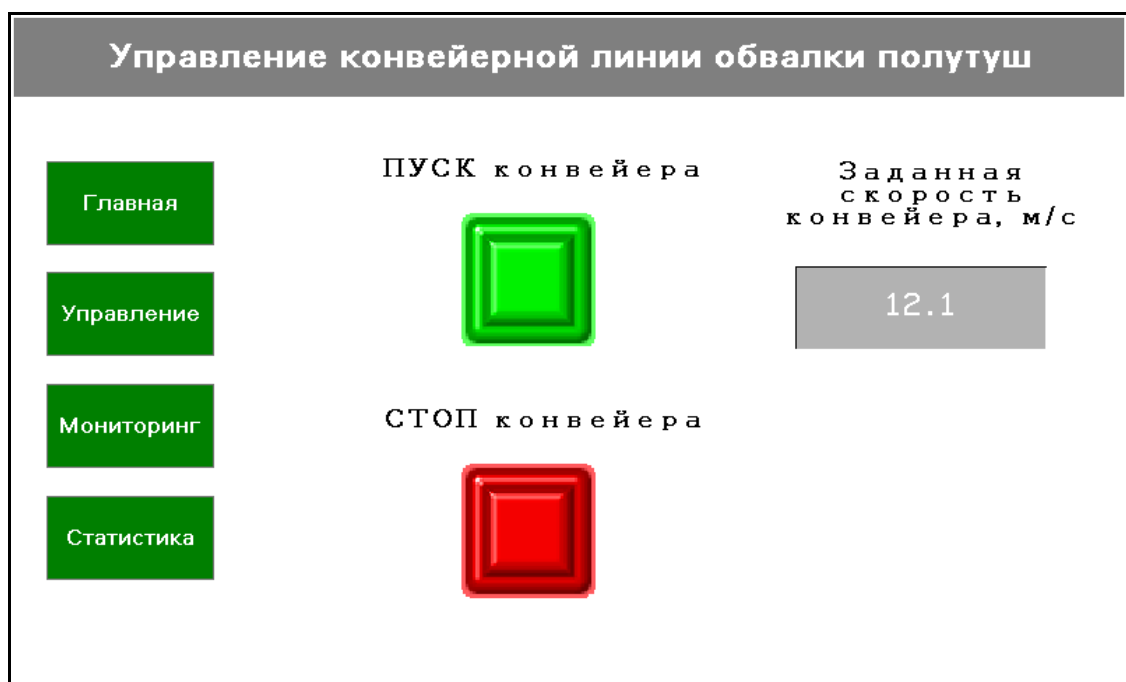 Управление конвейерной линии обвалки полутуш
Главная
Управление
Мониторинг
Статистика
ПУСК конвейера
СТОП конвейера
Заданная
скорость
конвейера, м/с
12.1